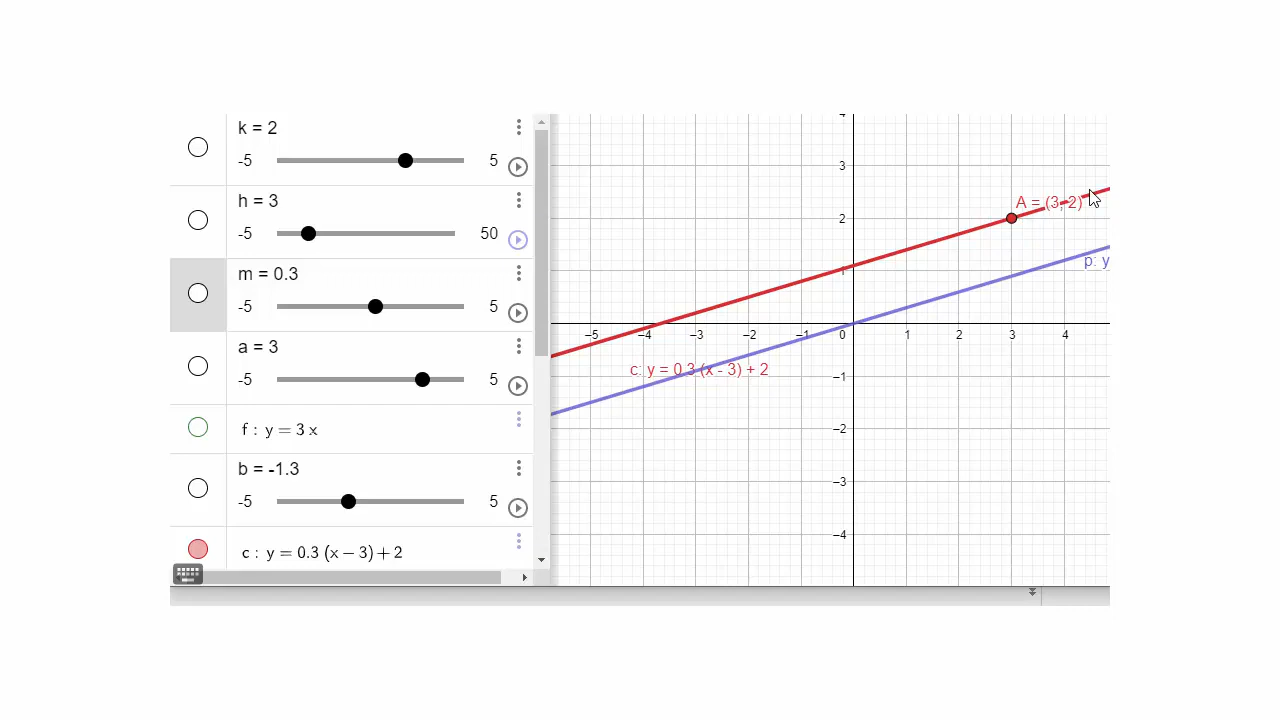 k = 2
-5 5
h = 3
-5 50
m = 0.3
-5 5
a = 3
-5 5
f : y = 3 x
b = -1.3
-5 5
c : y = 0.3 (x − 3) + 2
4
3
A = (3, 2)
2
p: y
1
−5 −4 −3 −2 −1 0 1 2 3 4
c: y = 0.3 (x - 3) + 2
−1
−2
−3
−4